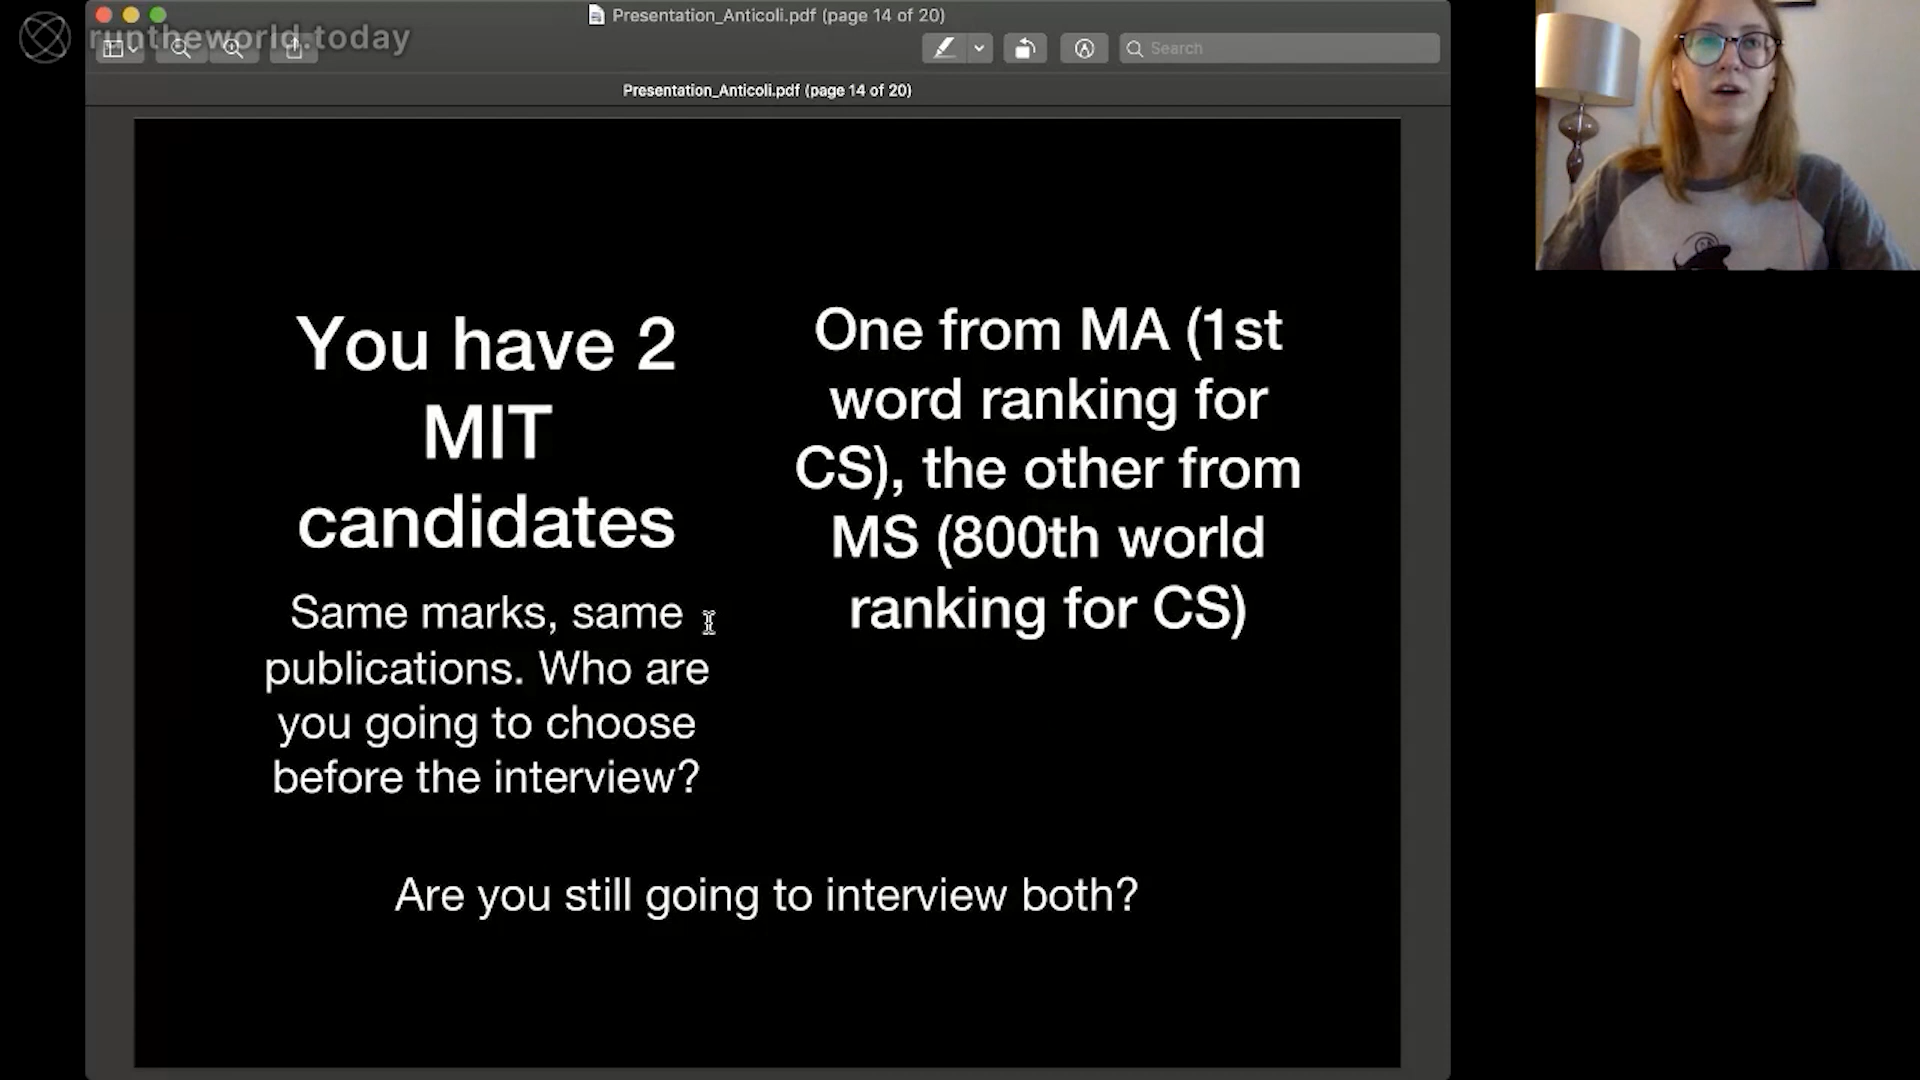 Presentation_Anticoli.pdf (page 14 of 20)
runtheworld.today
Search
Presentation_Anticoli.pdf (page 14 of 20)
You have 2
MIT
candidates
Same marks, same
publications. Who are
you going to choose
before the interview?
One from MA (1st
word ranking for
CS), the other from
MS (800th world
ranking for CS)
Are you still going to interview both?